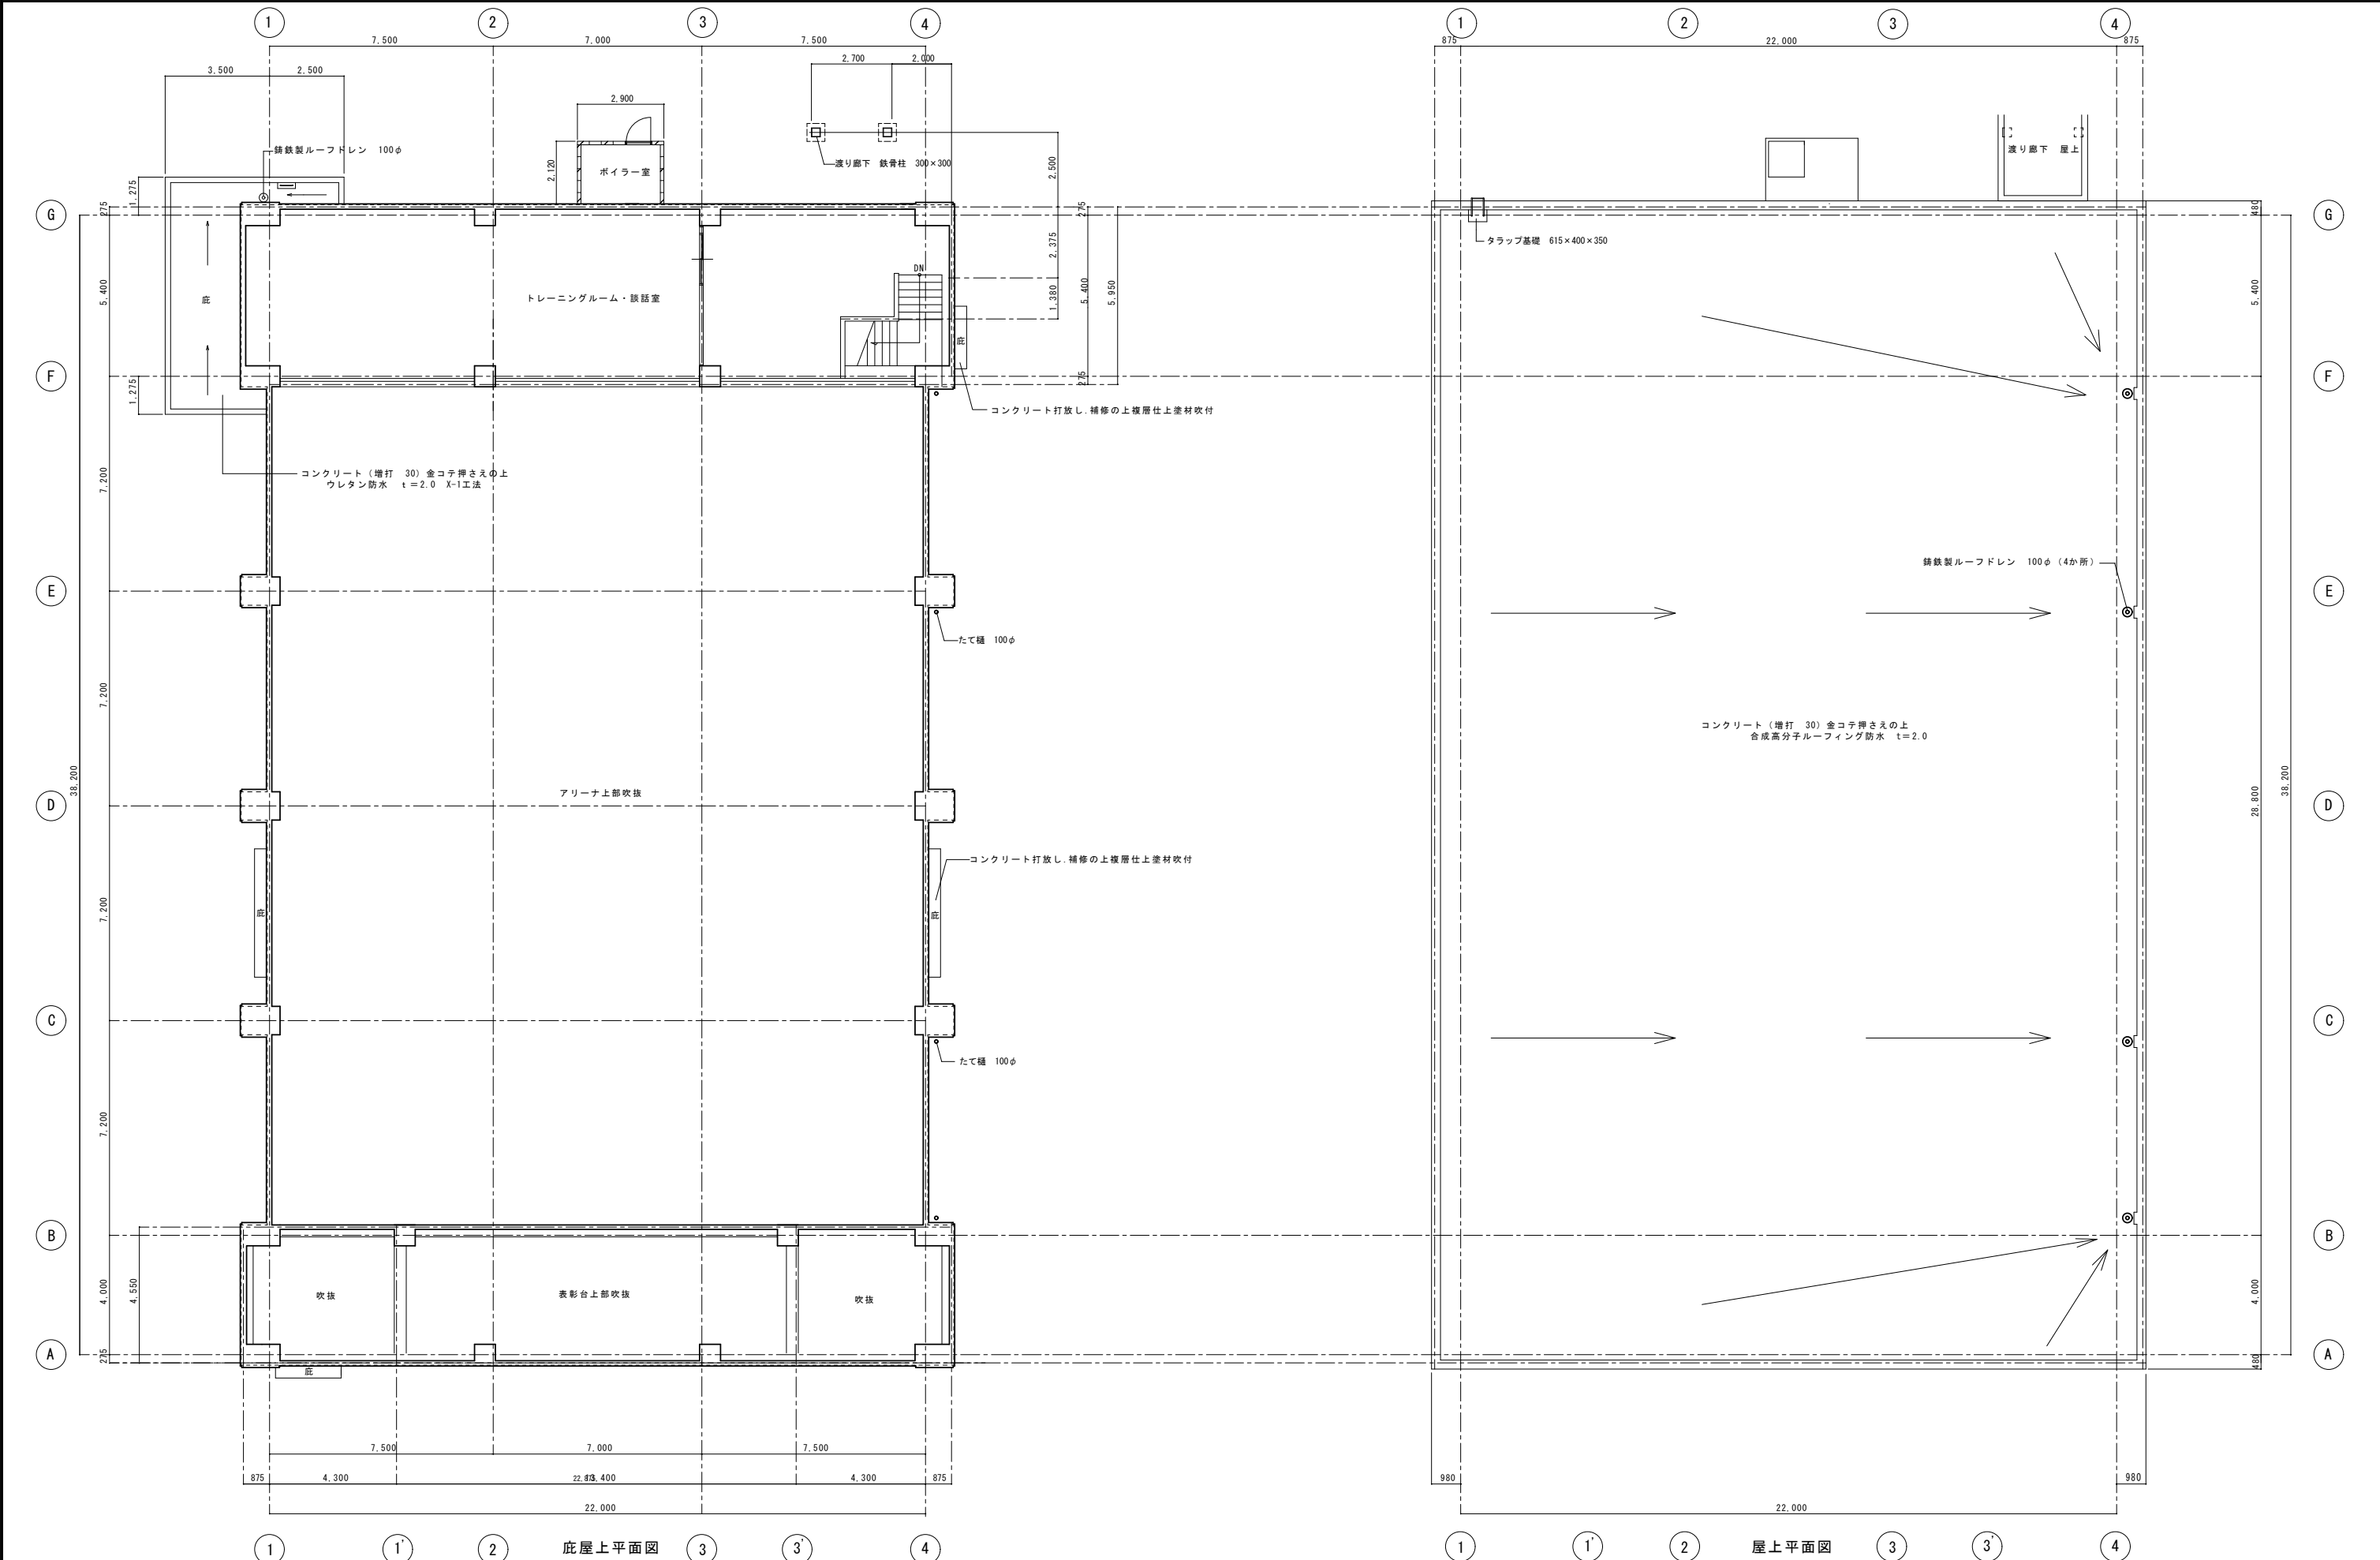 1 2 3 4
7,500 7,000 7,500
3,500 2,500
2,700 2,000
2,900
鋳鉄製ルーフドレン 100φ
2,120
ボイラー室
渡り廊下 鉄骨柱 300×300
2,500
1,275
275
G
275
2,375
DN
トレーニングルーム・談話室
庇
5,400
1,380
5,400
5,950
庇
F
1,275
275
コンクリート打放し.補修の上複層仕上塗材吹付
コンクリート（増打 30）金コテ押さえの上
ウレタン防水 t=2.0 X-1工法
7,200
E
たて樋 100φ
7,200
38,200
アリーナ上部吹抜
D
コンクリート打放し.補修の上複層仕上塗材吹付
7,200
庇
庇
C
たて樋 100φ
7,200
B
4,000
4,550
吹抜
表彰台上部吹抜
吹抜
A
275
庇
7,500 7,000 7,500
875 4,300 13,400 4,300 875
22,000
1 1' 2 3 3' 4
庇屋上平面図
1 2 3 4
875 22,000 875
渡り廊下 屋上
G
480
タラップ基礎 615×400×350
5,400
F
鋳鉄製ルーフドレン 100φ（4か所）
E
コンクリート（増打 30）金コテ押さえの上
合成高分子ルーフィング防水 t=2.0
38,200
28,800
D
C
B
4,000
A
480
980 980
22,000
1 1' 2 3 3' 4
屋上平面図